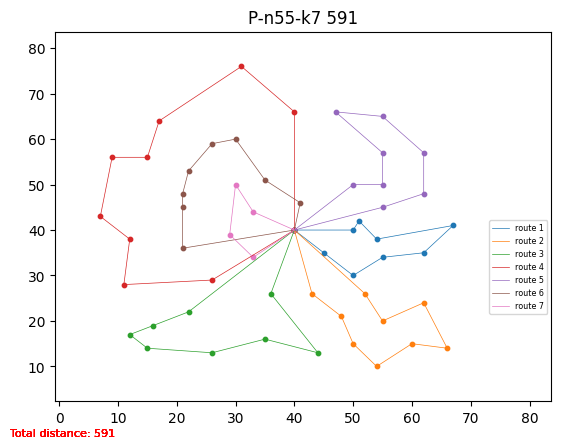 P-n55-k7 591
80
70
60
50
40
30
20
10
route 1
route 2
route 3
route 4
route 5
route 6
route 7
0 10 20 30 40 50 60 70 80
Total distance: 591